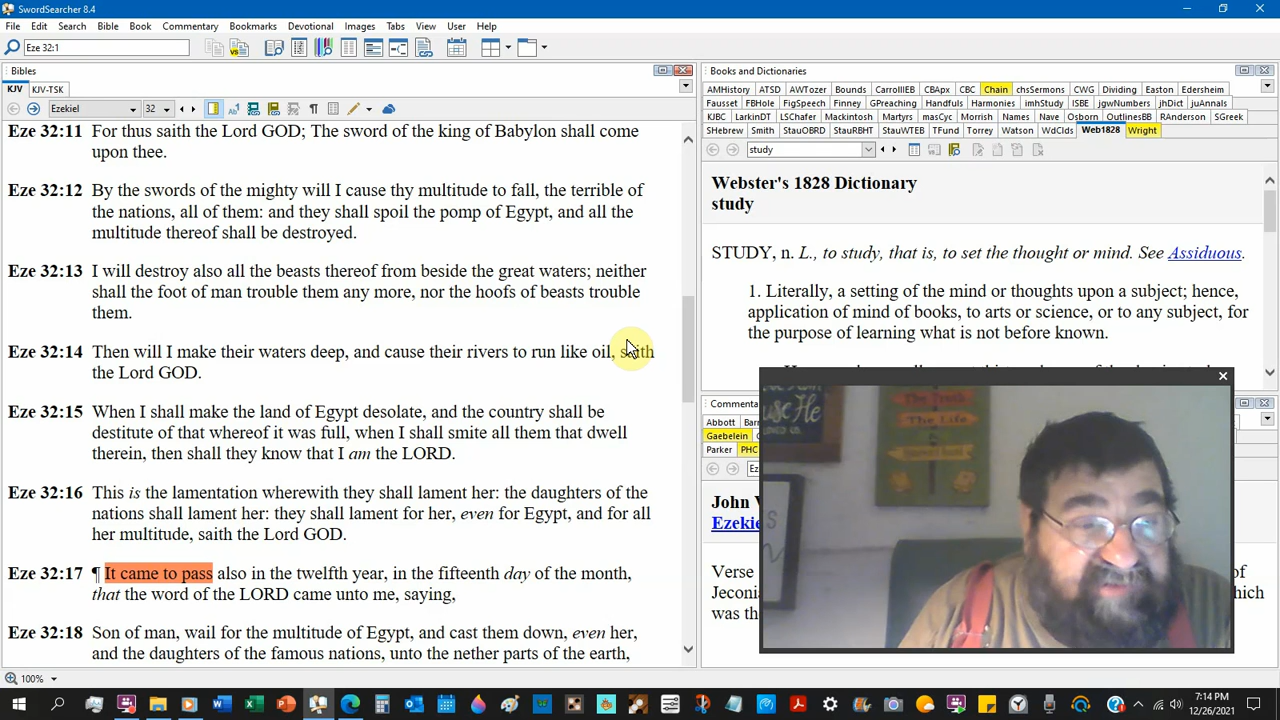 SwordSearcher 8.4
File Edit Search Bible Book Commentary Bookmarks Devotional Images Tabs View User Help
Eze 32:1
Bibles
KJV KJV-TSK
Ezekiel 32
Eze 32:11 For thus saith the Lord GOD; The sword of the king of Babylon shall come
upon thee.
Eze 32:12 By the swords of the mighty will I cause thy multitude to fall, the terrible of
the nations, all of them: and they shall spoil the pomp of Egypt, and all the
multitude thereof shall be destroyed.
Eze 32:13 I will destroy also all the beasts thereof from beside the great waters; neither
shall the foot of man trouble them any more, nor the hoofs of beasts trouble
them.
Eze 32:14 Then will I make their waters deep, and cause their rivers to run like oil, saith
the Lord GOD.
Eze 32:15 When I shall make the land of Egypt desolate, and the country shall be
destitute of that whereof it was full, when I shall smite all them that dwell
therein, then shall they know that I am the LORD.
Eze 32:16 This is the lamentation wherewith they shall lament her: the daughters of the
nations shall lament her: they shall lament for her, even for Egypt, and for all
her multitude, saith the Lord GOD.
Eze 32:17 ¶ It came to pass also in the twelfth year, in the fifteenth day of the month,
that the word of the LORD came unto me, saying,
Eze 32:18 Son of man, wail for the multitude of Egypt, and cast them down, even her,
and the daughters of the famous nations, unto the nether parts of the earth,
100%
Books and Dictionaries
AMHistory ATSD AWTozer Bounds CarrollIEB CBApx CBC Chain chsSermons CWG Dividing Easton Edersheim
Fausset FBHole FigSpeech Finney GPreaching Handfuls Harmonies imhStudy ISBE jgwNumbers jhDict juAnnals
KJBC LarkinDT LSChafer Mackintosh Martyrs masCyc Morrish Names Nave Osborn OutlinesBB RAnderson SGreek
SHebrew Smith StauOBRD StauRBHT StauWTEB TFund Torrey Watson WdClds Web1828 Wright
study
Webster's 1828 Dictionary
study
STUDY, n. L., to study, that is, to set the thought or mind. See Assiduous.
1. Literally, a setting of the mind or thoughts upon a subject; hence,
application of mind of books, to arts or science, or to any subject, for
the purpose of learning what is not before known.
Commenta
Abbott Bar
Gaebelein
Parker PHC
Ez
John
Ezekie
Verse of
Jeconia which
was th
use He
LOVED US.
The Truth
The Life
7:14 PM
12/26/2021